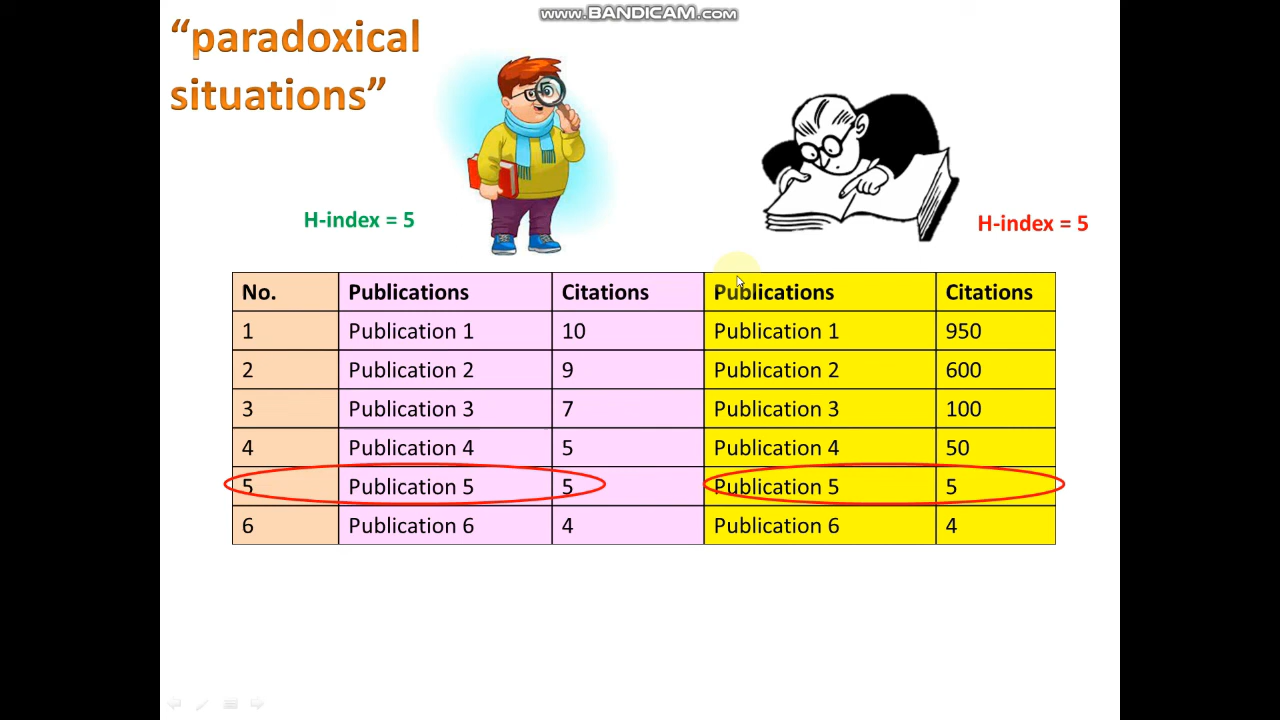 www.BANDICAM.com
“paradoxical
situations”
H-index = 5
H-index = 5
No. Publications Citations Publications Citations
1 Publication 1 10 Publication 1 950
2 Publication 2 9 Publication 2 600
3 Publication 3 7 Publication 3 100
4 Publication 4 5 Publication 4 50
5 Publication 5 5 Publication 5 5
6 Publication 6 4 Publication 6 4